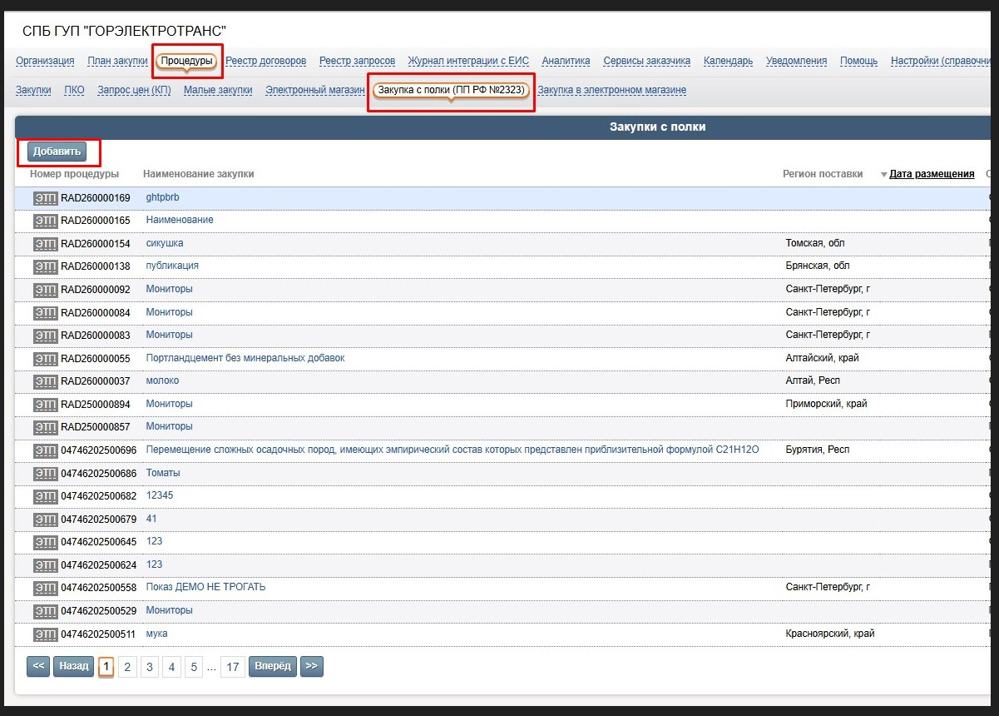 СПБ ГУП "ГОРЭЛЕКТРОТРАНС"
Организация План закупки Процедуры Реестр договоров Реестр запросов Журнал интеграции с ЕИС Аналитика Сервисы заказчика Календарь Уведомления Помощь Настройки (справочни
Закупки ПКО Запрос цен (КП) Малые закупки Электронный магазин Закупка с полки (ПП РФ №2323) Закупка в электронном магазине
Закупки с полки
Добавить
Номер процедуры Наименование закупки Регион поставки Дата размещения
ЭТП RAD260000169 ghtpbrb
ЭТП RAD260000165 Наименование
ЭТП RAD260000154 сикушка Томская, обл
ЭТП RAD260000138 публикация Брянская, обл
ЭТП RAD260000092 Мониторы Санкт-Петербург, г
ЭТП RAD260000084 Мониторы Санкт-Петербург, г
ЭТП RAD260000083 Мониторы Санкт-Петербург, г
ЭТП RAD260000055 Портландцемент без минеральных добавок Алтайский, край
ЭТП RAD260000037 молоко Алтай, Респ
ЭТП RAD250000894 Мониторы Приморский, край
ЭТП RAD250000857 Мониторы
ЭТП 04746202500696 Перемещение сложных осадочных пород, имеющих эмпирический состав которых представлен приблизительной формулой C21H12O Бурятия, Респ
ЭТП 04746202500686 Томаты
ЭТП 04746202500682 12345
ЭТП 04746202500679 41
ЭТП 04746202500645 123
ЭТП 04746202500624 123
ЭТП 04746202500558 Показ ДЕМО НЕ ТРОГАТЬ Санкт-Петербург, г
ЭТП 04746202500529 Мониторы
ЭТП 04746202500511 мука Красноярский, край
<< Назад 1 2 3 4 5 ... 17 Вперёд >>